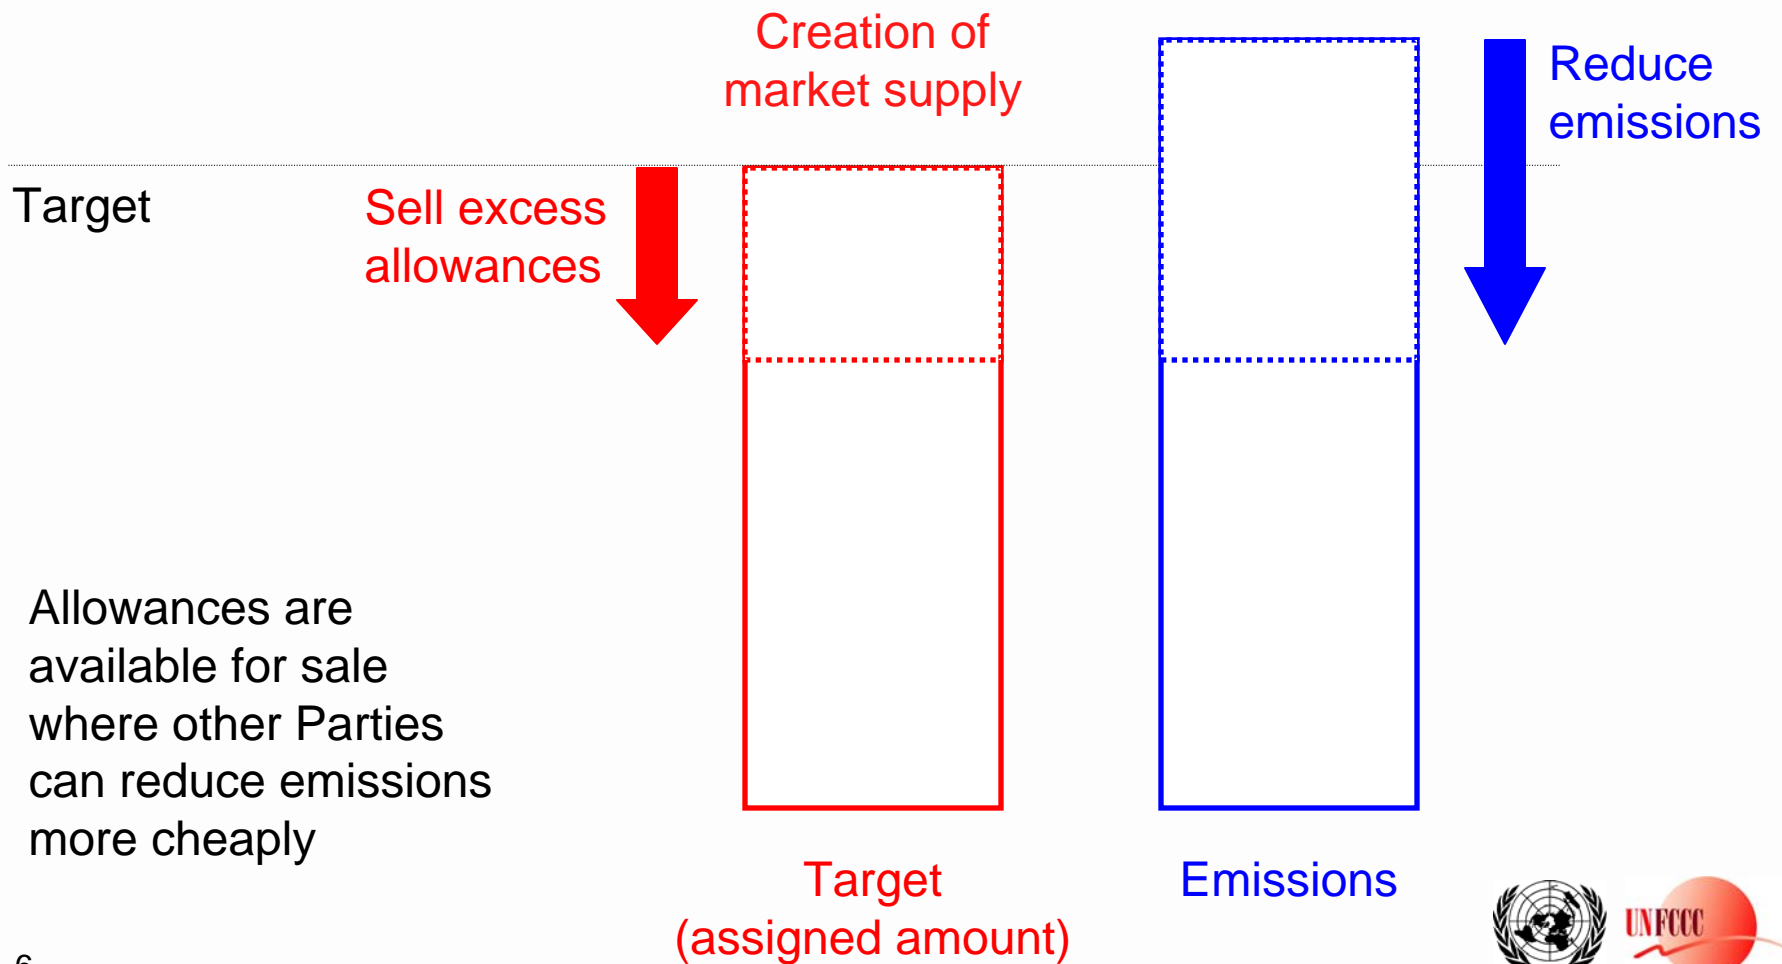 Creation of
market supply
Reduce
emissions
Target
Sell excess
allowances
Allowances are
available for sale
where other Parties
can reduce emissions
more cheaply
Target
(assigned amount)
Emissions
UNFCCC
6